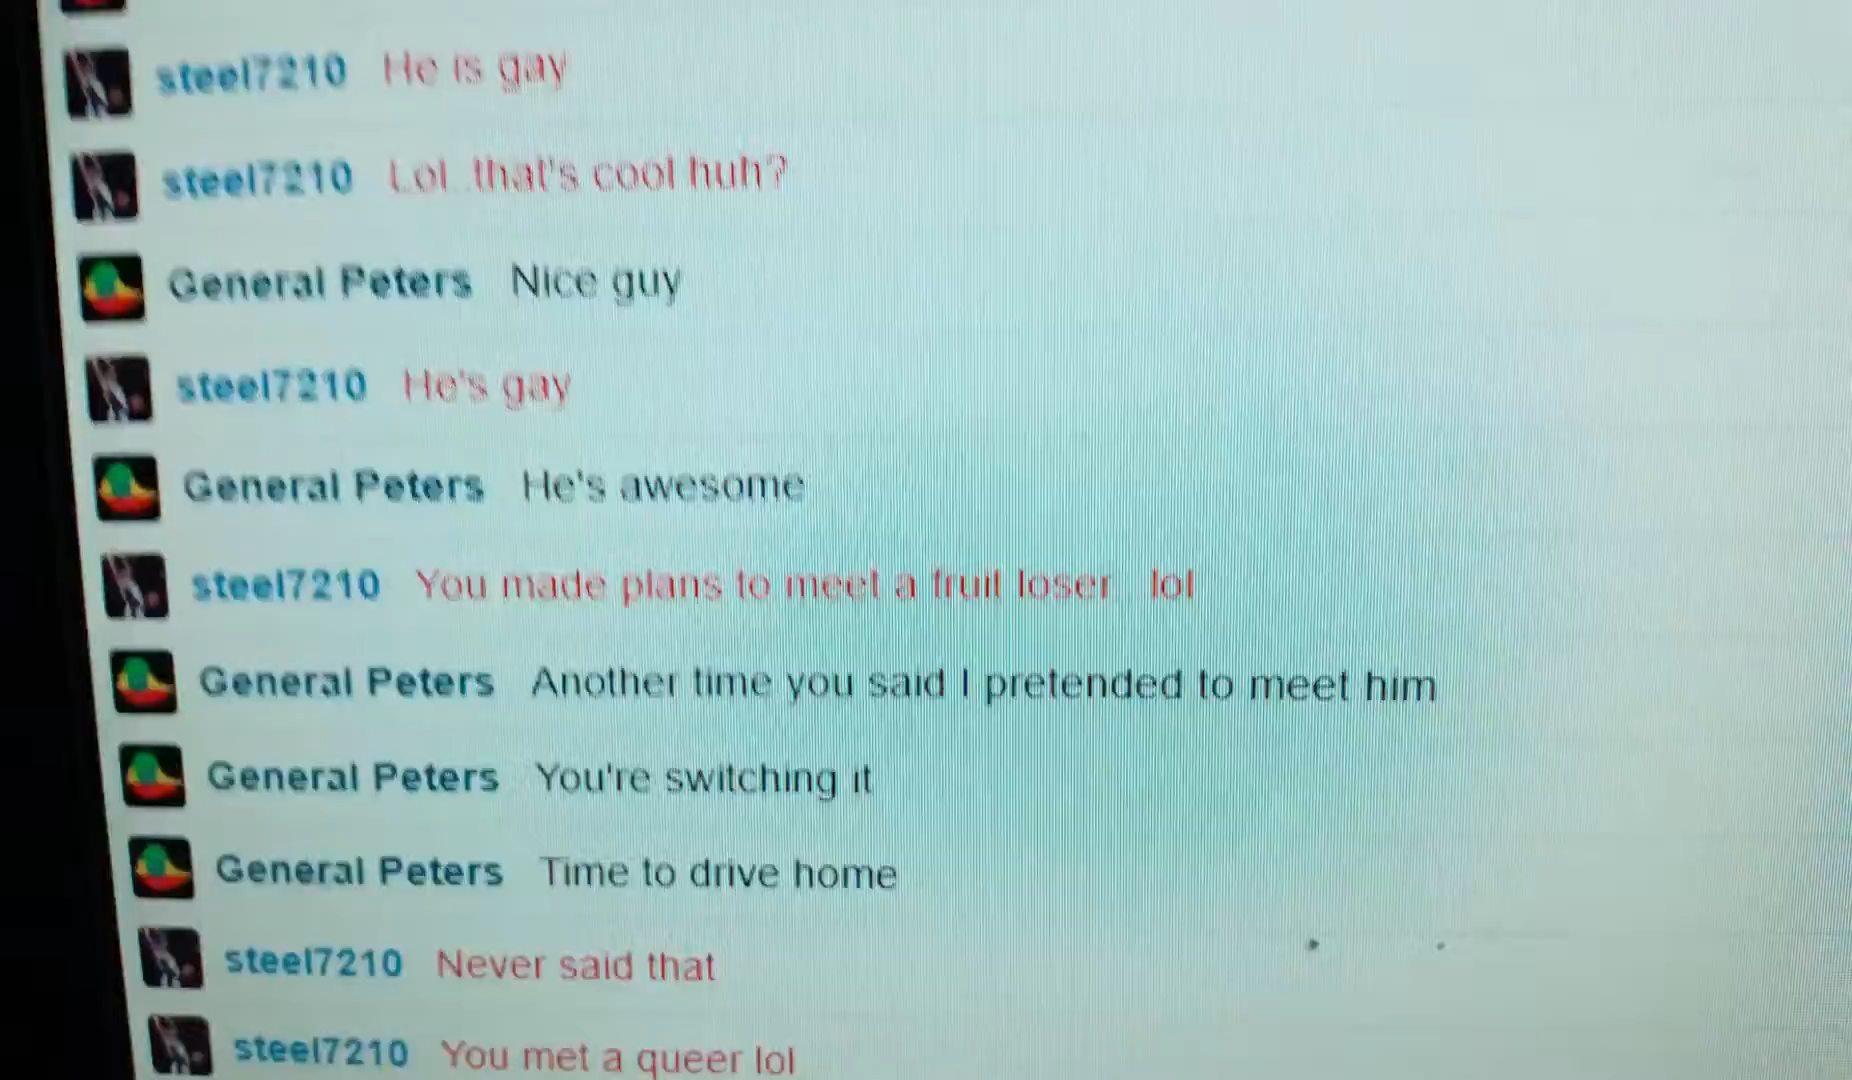 steel7210 He is gay
steel7210 Lol..that's cool huh?
General Peters Nice guy
steel7210 He's gay
General Peters He's awesome
steel7210 You made plans to meet a fruit loser lol
General Peters Another time you said I pretended to meet him
General Peters You're switching it
General Peters Time to drive home
steel7210 Never said that
steel7210 You met a queer lol